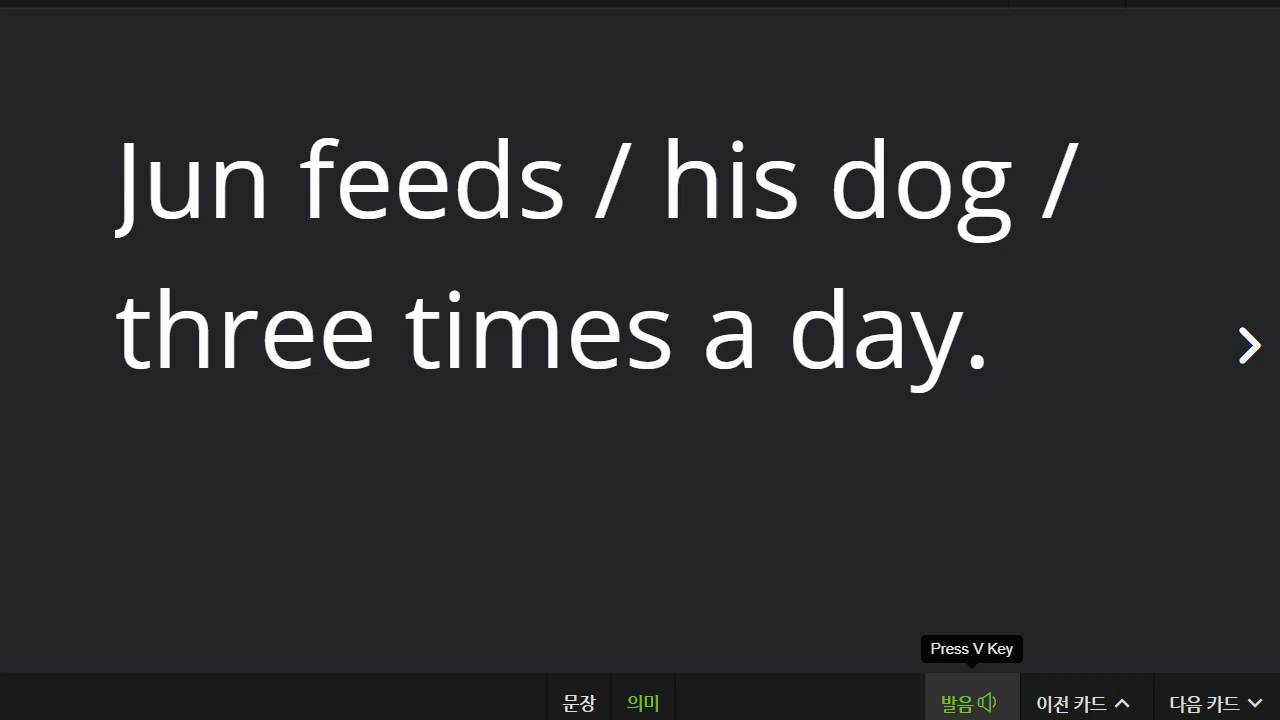 Jun feeds / his dog /
three times a day.
Press V Key
문장 의미 발음 이전 카드 다음 카드